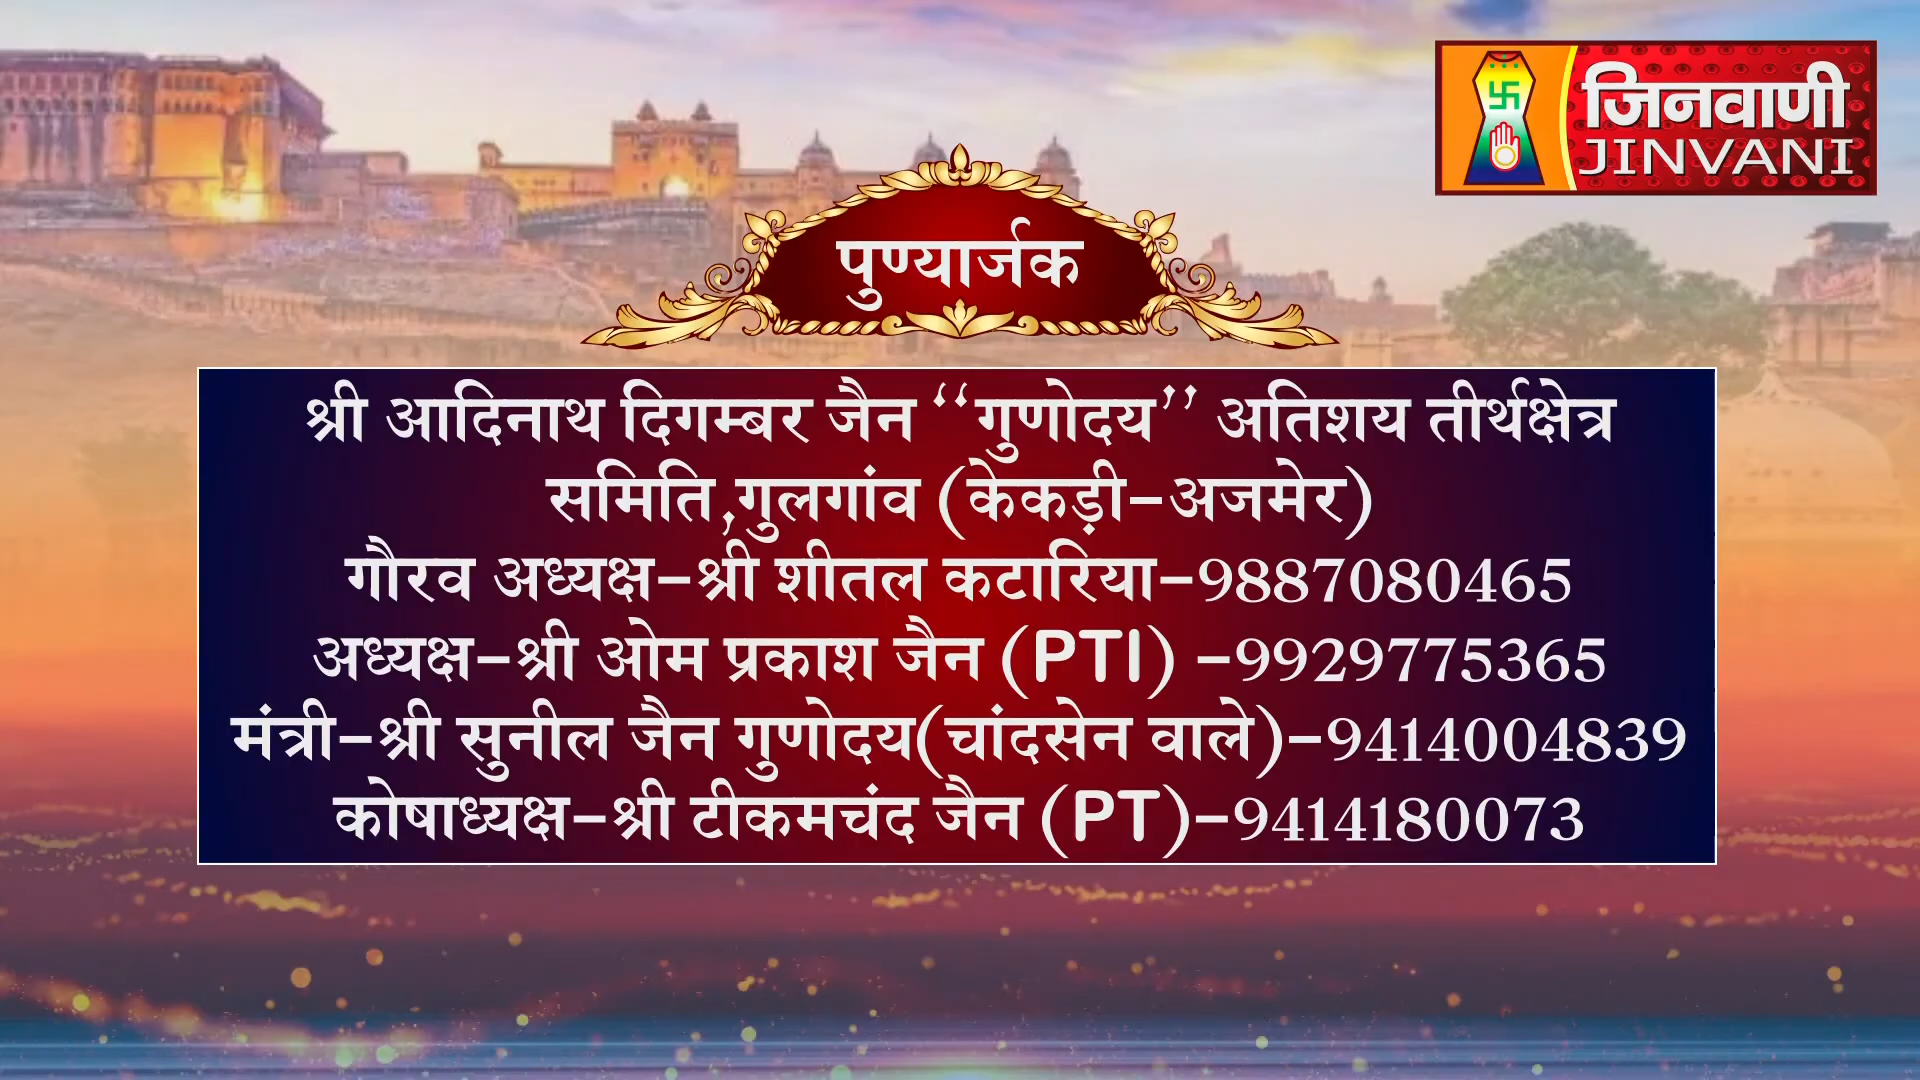 जिनवाणी
JINVANI
पुण्यार्जक
श्री आदिनाथ दिगम्बर जैन ‘‘गुणोदय’’ अतिशय तीर्थक्षेत्र
समिति,गुलगांव (केकड़ी-अजमेर)
गौरव अध्यक्ष-श्री शीतल कटारिया-9887080465
अध्यक्ष-श्री ओम प्रकाश जैन (PTI) -9929775365
मंत्री-श्री सुनील जैन गुणोदय(चांदसेन वाले)-9414004839
कोषाध्यक्ष-श्री टीकमचंद जैन (PT)-9414180073